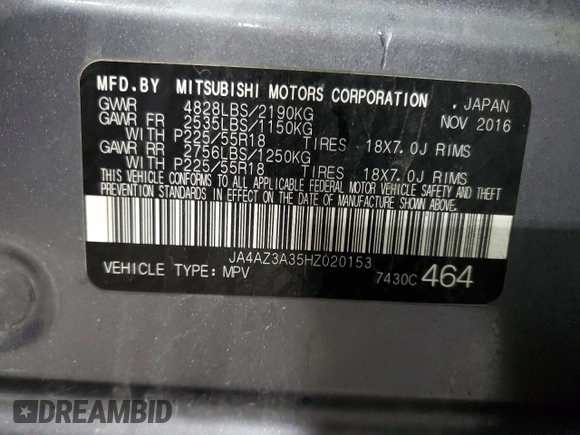 MFD.BY MITSUBISHI MOTORS CORPORATION , JAPAN
GVWR 4828LBS/2190KG NOV 2016
GAWR FR 2535LBS/1150KG
WITH P225/55R18 TIRES 18X7.0J RIMS
GAWR RR 2756LBS/1250KG
WITH P225/55R18 TIRES 18X7.0J RIMS
THIS VEHICLE CONFORMS TO ALL APPLICABLE FEDERAL MOTOR VEHICLE SAFETY AND THEFT
PREVENTION STANDARDS IN EFFECT ON THE DATE OF MANUFACTURE SHOWN ABOVE.
JA4AZ3A35HZ020153
VEHICLE TYPE: MPV 7430C 464
DREAMBID